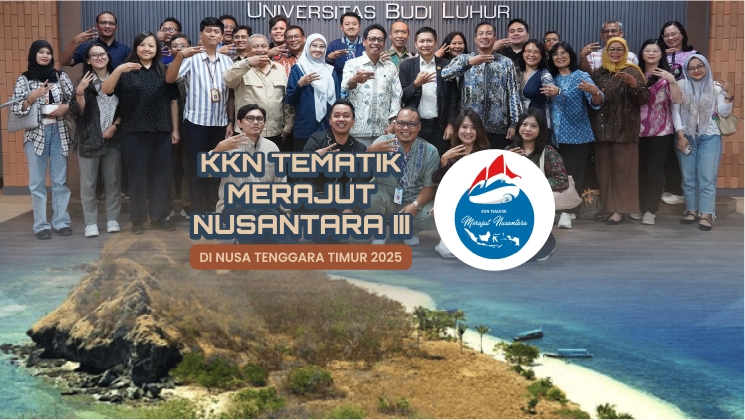 UNIVERSITAS BUDI LUHUR
KKN TEMATIK
MERAJUT
NUSANTARA III
DI NUSA TENGGARA TIMUR 2025
KKN TEMATIK
Merajut Nusantara